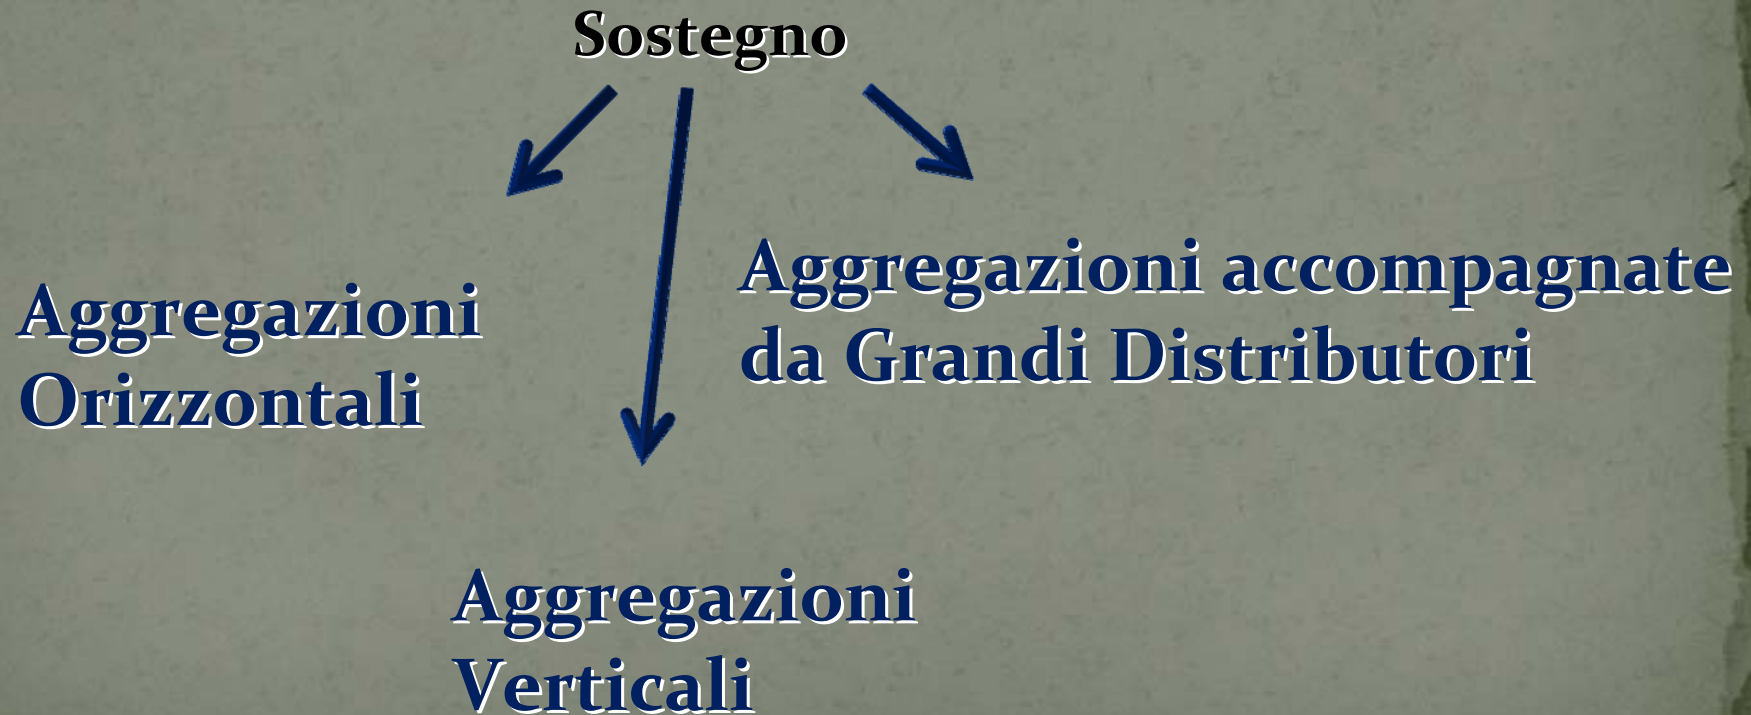 Sostegno
Aggregazioni
Orizzontali
Aggregazioni accompagnate
da Grandi Distributori
Aggregazioni
Verticali